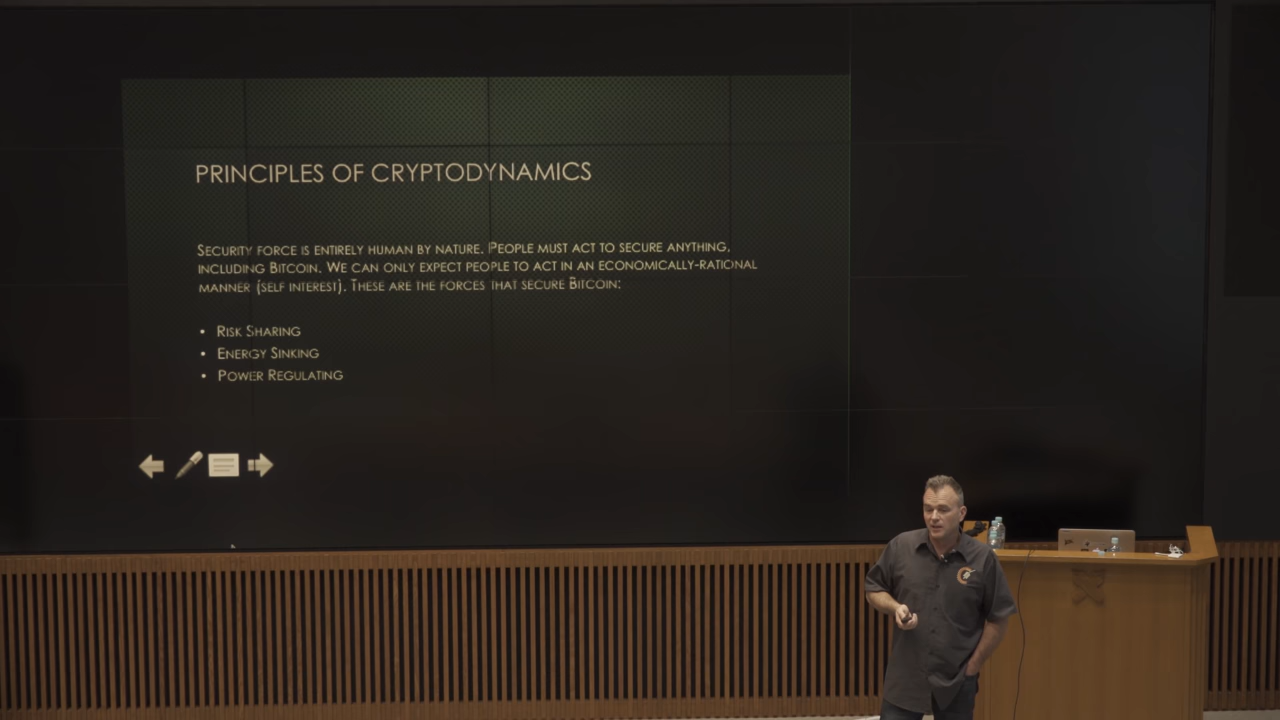 PRINCIPLES OF CRYPTODYNAMICS
SECURITY FORCE IS ENTIRELY HUMAN BY NATURE. PEOPLE MUST ACT TO SECURE ANYTHING,
INCLUDING BITCOIN. WE CAN ONLY EXPECT PEOPLE TO ACT IN AN ECONOMICALLY-RATIONAL
MANNER (SELF INTEREST). THESE ARE THE FORCES THAT SECURE BITCOIN:
• RISK SHARING
• ENERGY SINKING
• POWER REGULATING